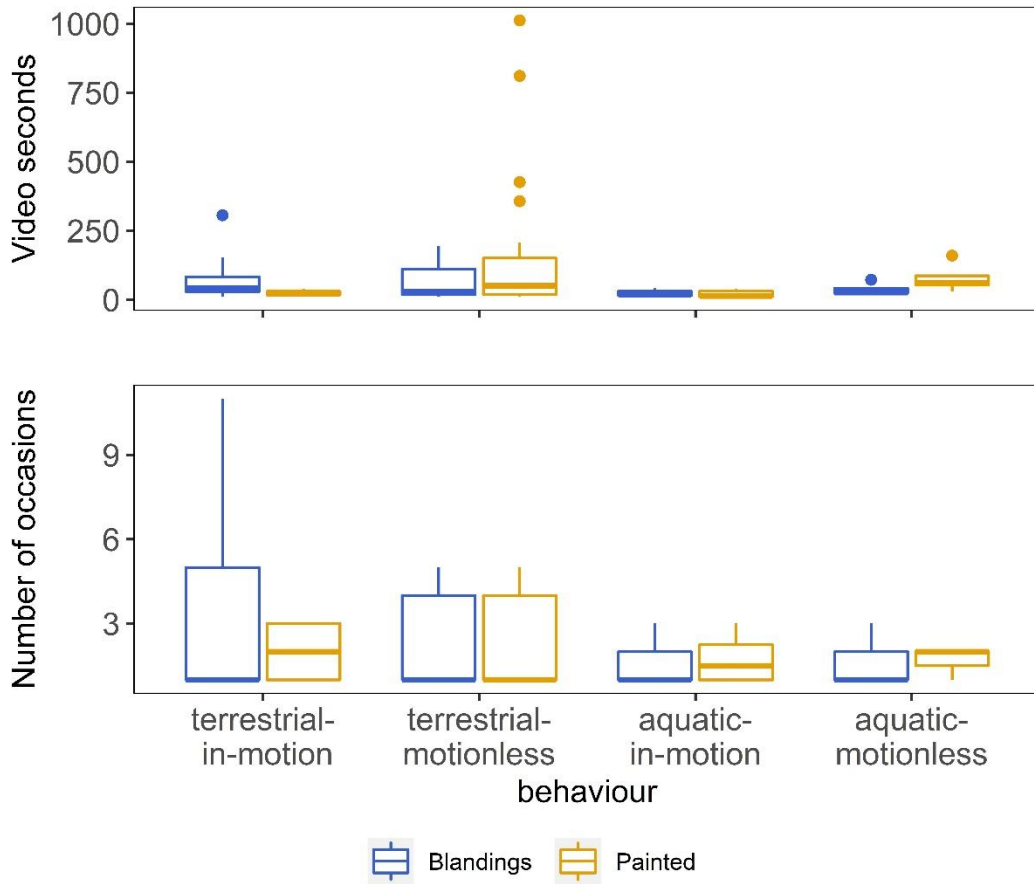 Video seconds
1000
750
500
250
0
Number of occasions
9
6
3
terrestrial-
in-motion
terrestrial-
motionless
aquatic-
in-motion
aquatic-
motionless
behaviour
Blandings
Painted